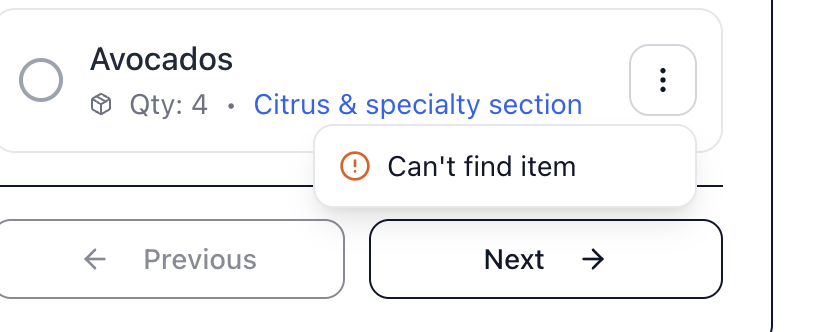 Avocados
Qty: 4 • Citrus & specialty section
Can't find item
Previous
Next